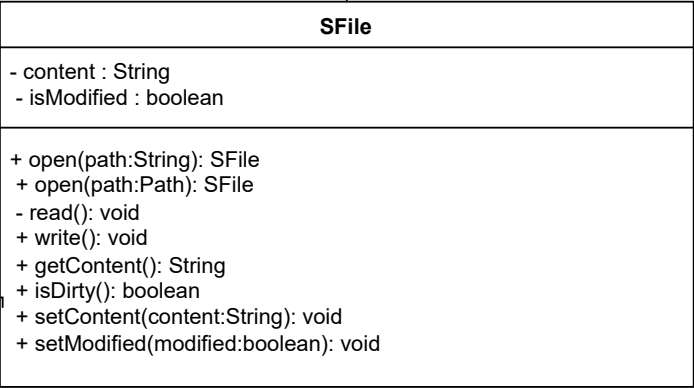 SFile
- content : String
- isModified : boolean
+ open(path:String): SFile
+ open(path:Path): SFile
- read(): void
+ write(): void
+ getContent(): String
+ isDirty(): boolean
+ setContent(content:String): void
+ setModified(modified:boolean): void